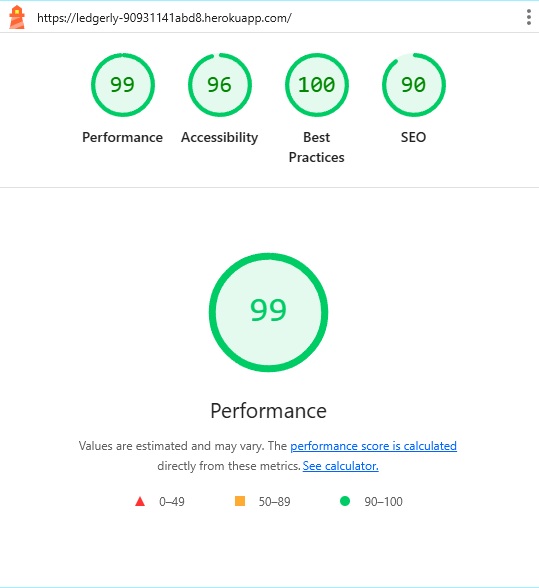 https://ledgerly-90931141abd8.herokuapp.com/
99 96 100 90
Performance Accessibility Best Practices SEO
99
Performance
Values are estimated and may vary. The performance score is calculated
directly from these metrics. See calculator.
0–49 50–89 90–100